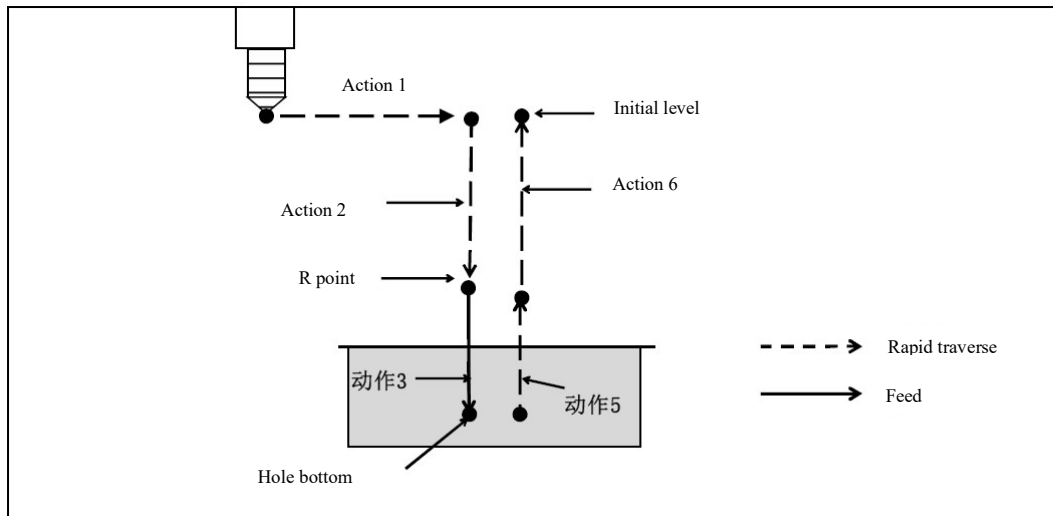 Action 1
Initial level
Action 6
Action 2
R point
Rapid traverse
动作3
动作5
Feed
Hole bottom